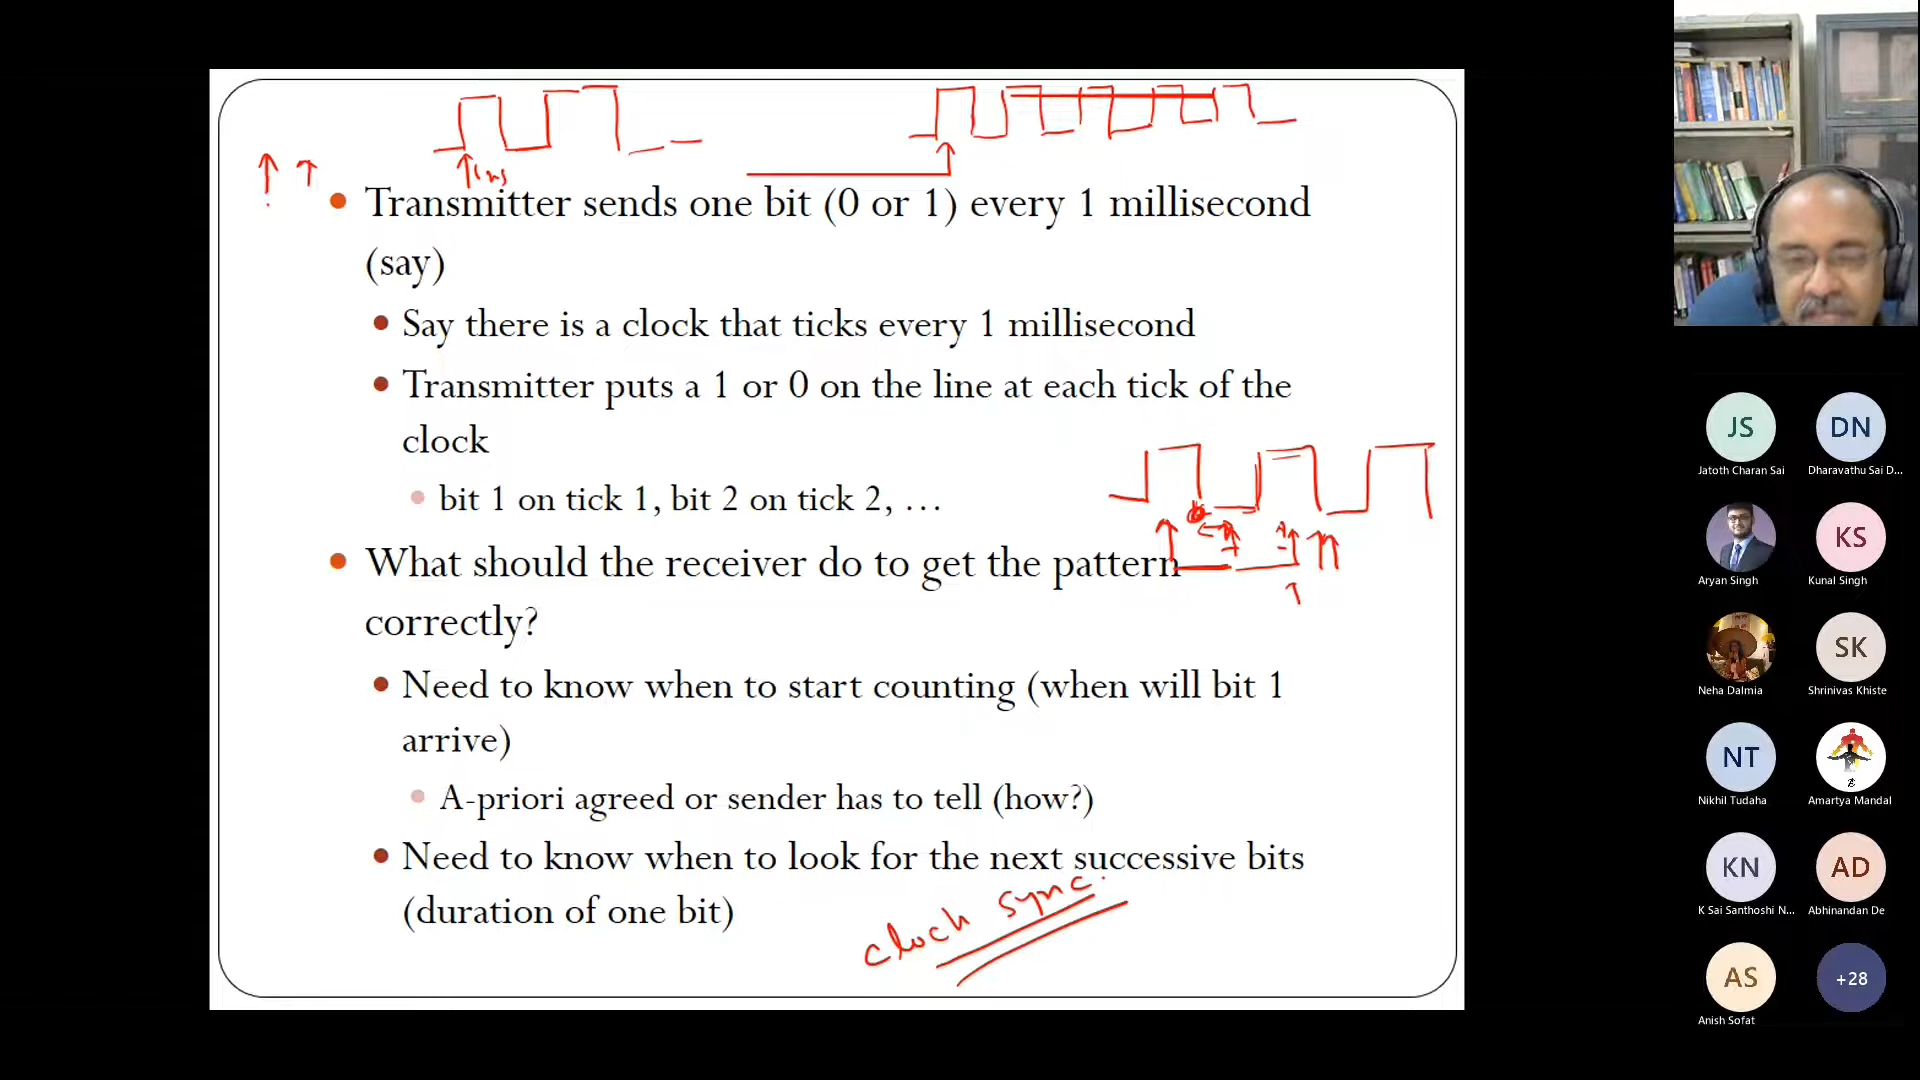 1ms
Transmitter sends one bit (0 or 1) every 1 millisecond
(say)
Say there is a clock that ticks every 1 millisecond
Transmitter puts a 1 or 0 on the line at each tick of the
clock
bit 1 on tick 1, bit 2 on tick 2, …
What should the receiver do to get the pattern
correctly?
Need to know when to start counting (when will bit 1
arrive)
A-priori agreed or sender has to tell (how?)
Need to know when to look for the next successive bits
(duration of one bit)
Clock sync.
JS
DN
Jatoth Charan Sai
Dharavathu Sai D...
KS
Aryan Singh
Kunal Singh
SK
Neha Dalmia
Shrinivas Khiste
NT
Nikhil Tudaha
Amartya Mandal
KN
AD
K Sai Santhoshi N...
Abhinandan De
AS
+28
Anish Sofat